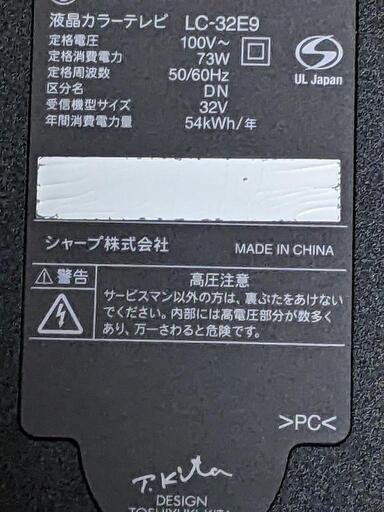 液晶カラーテレビ LC-32E9
定格電圧 100V～
定格消費電力 73W
定格周波数 50/60Hz
区分名 DN
受信機型サイズ 32V
年間消費電力量 54kWh/年
UL Japan
シャープ株式会社 MADE IN CHINA
警告 高圧注意
サービスマン以外の方は、裏ぶたをあけない
でください。内部には高電圧部分が数多く
あり、万一さわると危険です。
>PC<
T.Kita
DESIGN
TOSHIYUKI KITA